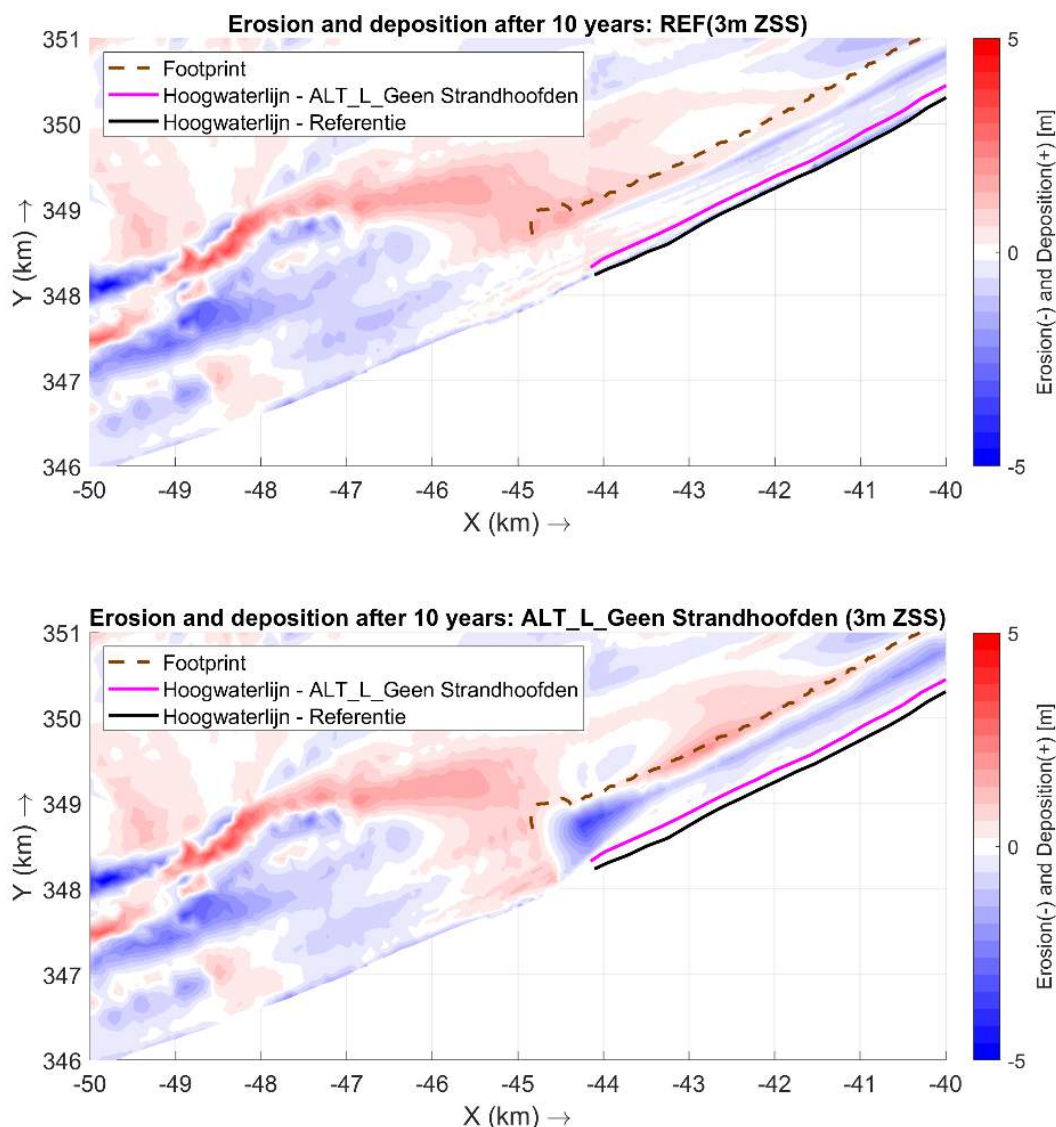 Erosion and deposition after 10 years: REF(3m ZSS)
Footprint
Hoogwaterlijn - ALT_L_Geen Strandhoofden
Hoogwaterlijn - Referentie
351
350
349
348
347
346
Y (km) →
-50 -49 -48 -47 -46 -45 -44 -43 -42 -41 -40
X (km) →
5
0
-5
Erosion(-) and Deposition(+) [m]
Erosion and deposition after 10 years: ALT_L_Geen Strandhoofden (3m ZSS)
Footprint
Hoogwaterlijn - ALT_L_Geen Strandhoofden
Hoogwaterlijn - Referentie
351
350
349
348
347
346
Y (km) →
-50 -49 -48 -47 -46 -45 -44 -43 -42 -41 -40
X (km) →
5
0
-5
Erosion(-) and Deposition(+) [m]